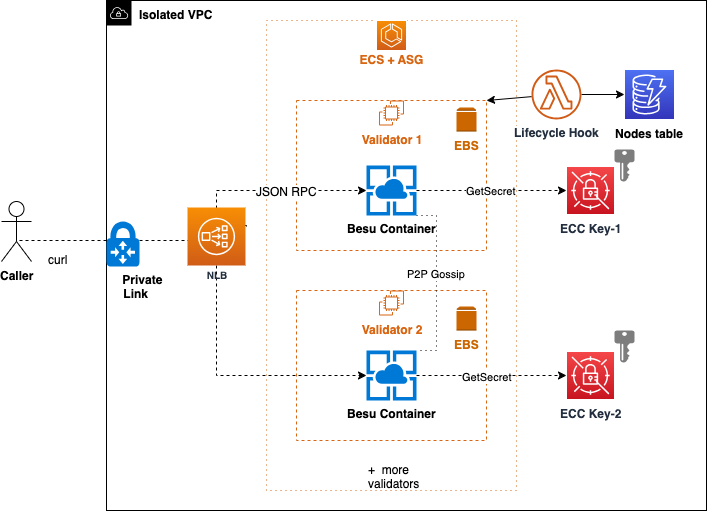 Isolated VPC
ECS + ASG
Validator 1
EBS
Lifecycle Hook
Nodes table
JSON RPC
GetSecret
Besu Container
ECC Key-1
curl
Caller
Private
Link
NLB
P2P Gossip
Validator 2
EBS
GetSecret
Besu Container
ECC Key-2
+ more
validators